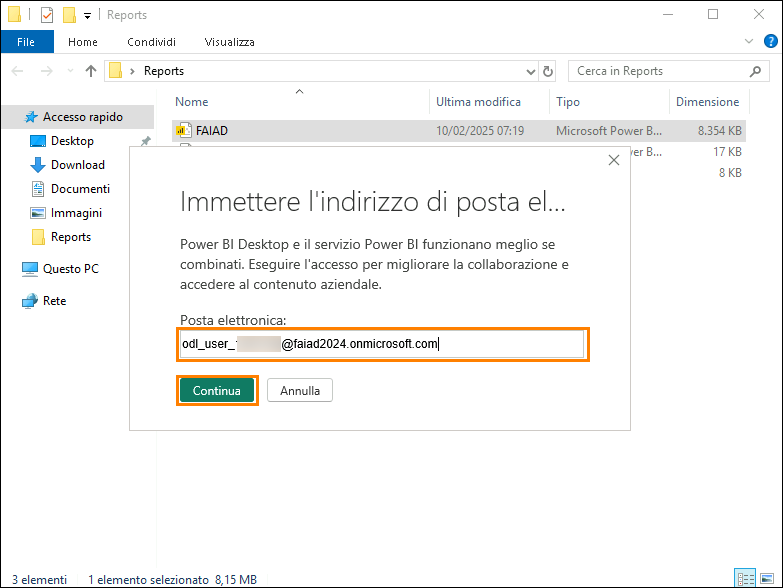 Reports
File Home Condividi Visualizza
Reports
Cerca in Reports
Nome Ultima modifica Tipo Dimensione
Accesso rapido
Desktop
Download
Documenti
Immagini
Reports
Questo PC
Rete
FAIAD 10/02/2025 07:19 Microsoft Power B... 8.354 KB
er B... 17 KB
8 KB
Immettere l'indirizzo di posta el...
Power BI Desktop e il servizio Power BI funzionano meglio se
combinati. Eseguire l'accesso per migliorare la collaborazione e
accedere al contenuto aziendale.
Posta elettronica:
odl_user_ @faiad2024.onmicrosoft.com
Continua Annulla
3 elementi 1 elemento selezionato 8,15 MB